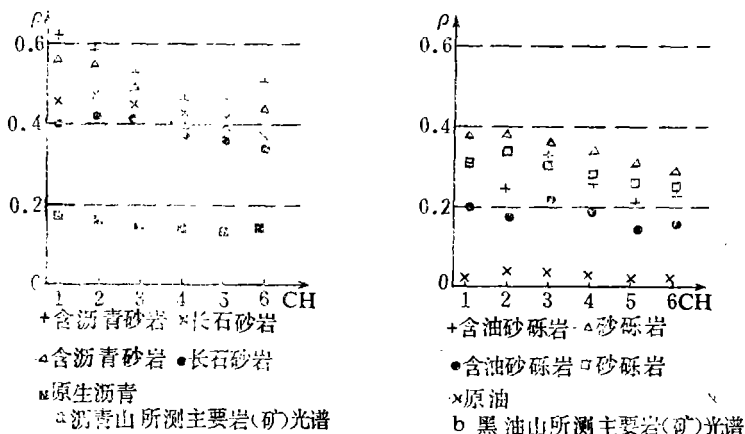 ρ
0.6
0.4
0.2
0
1 2 3 4 5 6 CH
+含沥青砂岩 ×长石砂岩
△含沥青砂岩 ●长石砂岩
原生沥青
a 沥青山所测主要岩(矿)光谱
ρ
0.6
0.4
0.2
0
1 2 3 4 5 6CH
+含油砂砾岩 △砂砾岩
●含油砂砾岩 □砂砾岩
×原油
b 黑油山所测主要岩(矿)光谱